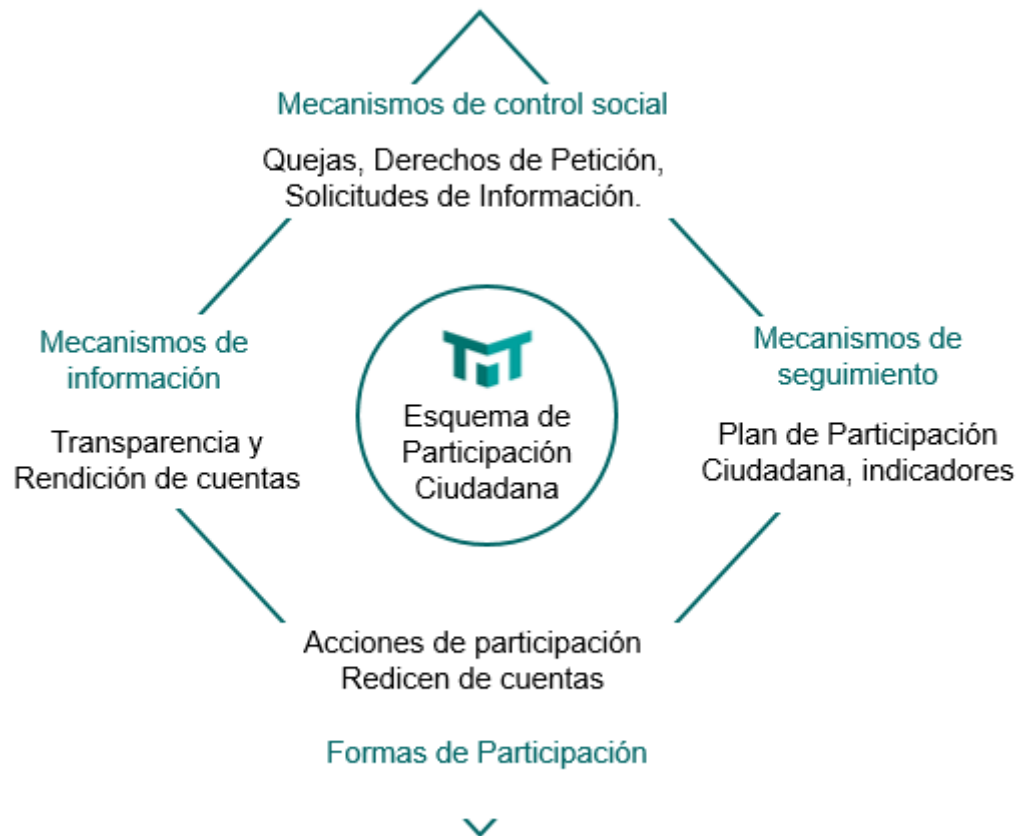 Mecanismos de control social
Quejas, Derechos de Petición,
Solicitudes de Información.
Mecanismos de
información
Transparencia y
Rendición de cuentas
Esquema de
Participación
Ciudadana
Mecanismos de
seguimiento
Plan de Participación
Ciudadana, indicadores
Acciones de participación
Redicen de cuentas
Formas de Participación